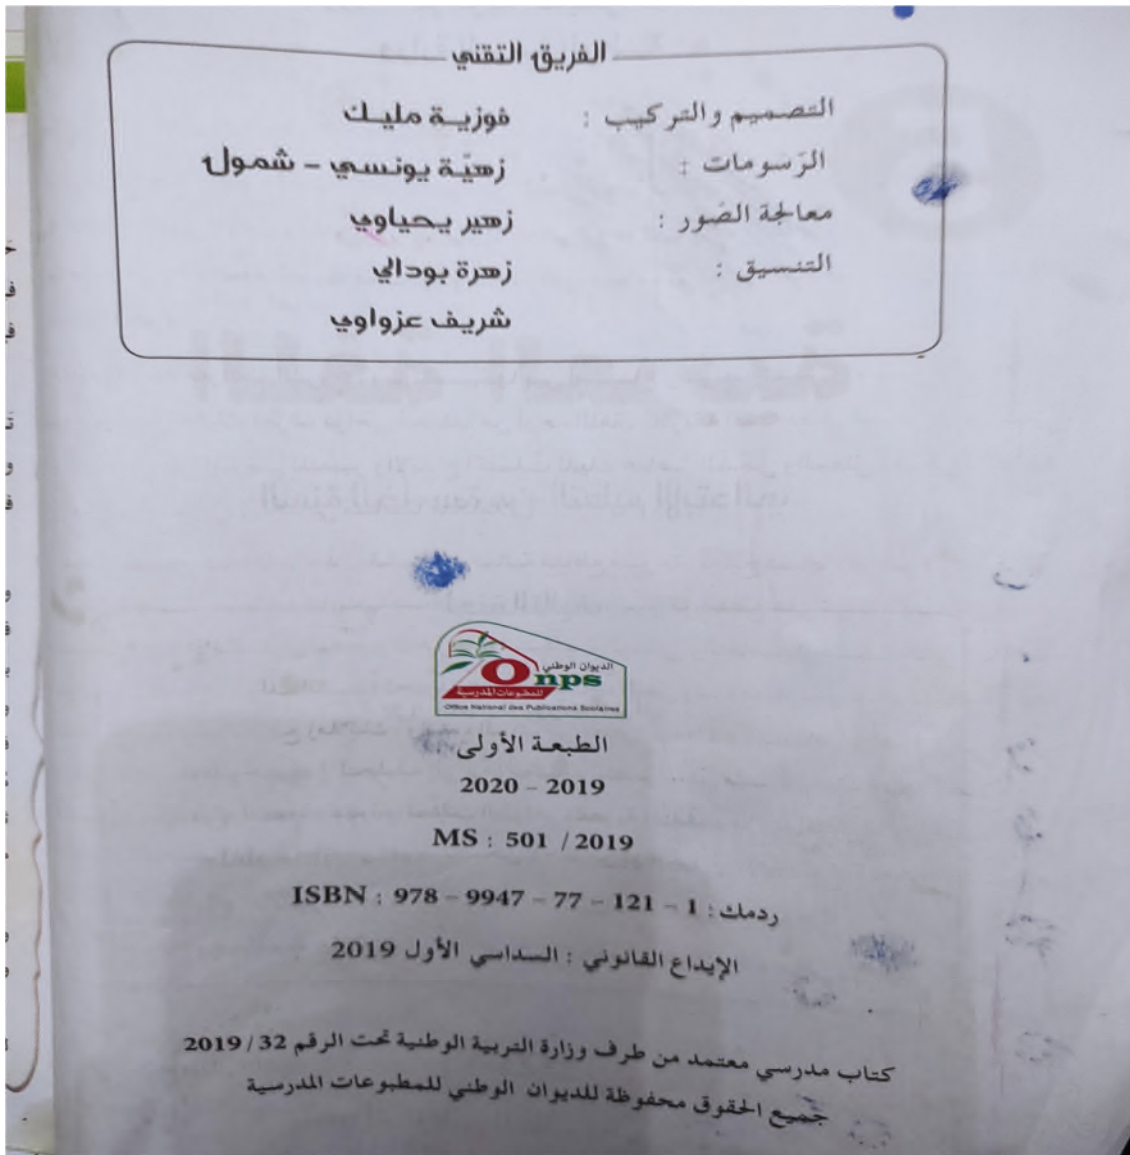 الفريق التقني
التصميم والتركيب : فوزية مليك
الرّسومات : زهيّة يونسي - شمول
معالجة الصّور : زهير يحياوي
التنسيق : زهرة بودالي
شريف عزواوي
الديوان الوطني
Onps
للمطبوعات المدرسية
Office National des Publications Scolaires
الطبعة الأولى
2019 - 2020
MS : 501 / 2019
ردمك : ISBN : 978 - 9947 - 77 - 121 - 1
الإيداع القانوني : السداسي الأول 2019
كتاب مدرسي معتمد من طرف وزارة التربية الوطنية تحت الرقم 32 / 2019
جميع الحقوق محفوظة للديوان الوطني للمطبوعات المدرسية